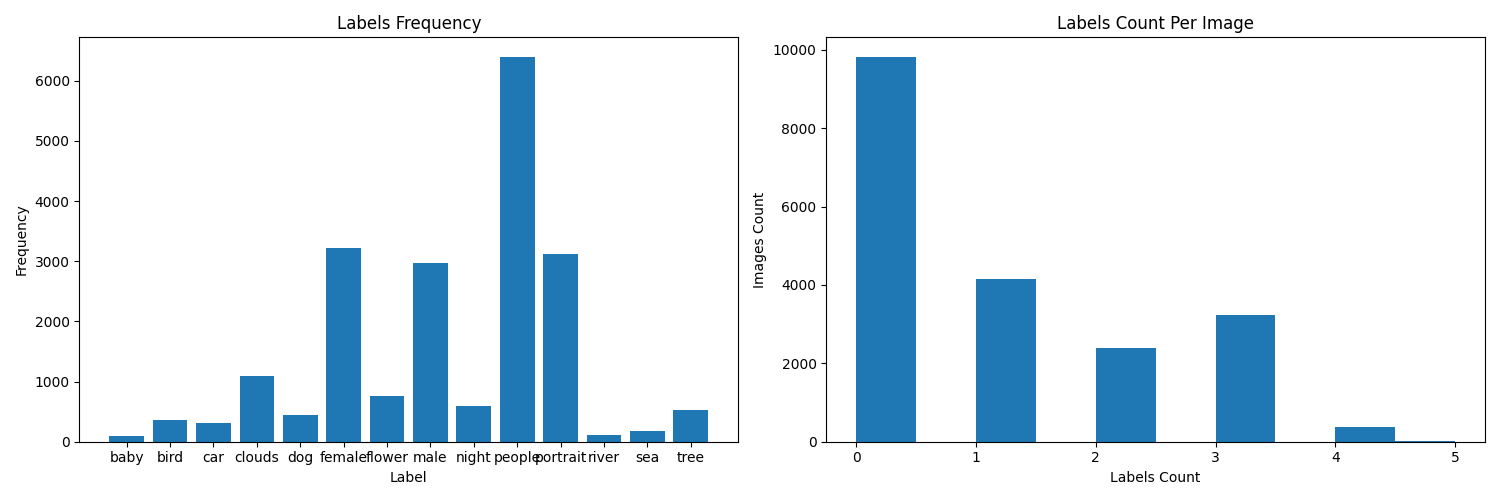 Labels Frequency
6000
5000
4000
3000
2000
1000
0
Frequency
baby bird car clouds dog female flower male night people portrait river sea tree
Label
Labels Count Per Image
10000
8000
6000
4000
2000
0
Images Count
0 1 2 3 4 5
Labels Count